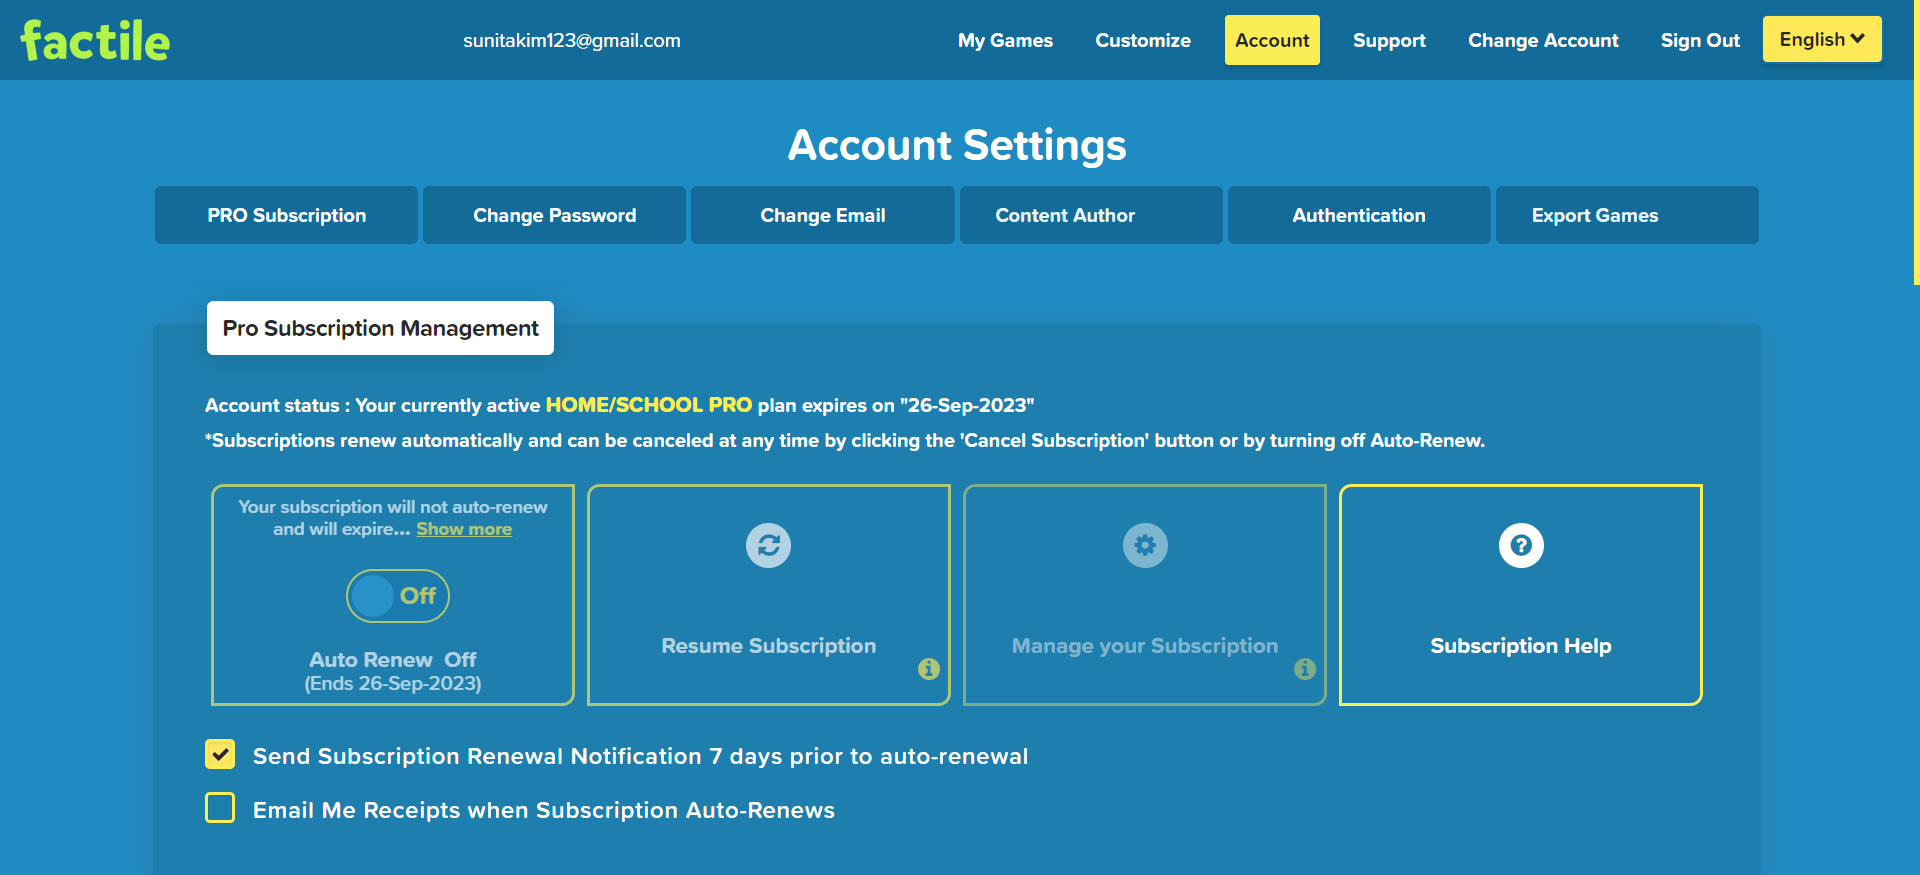 factile
sunitakim123@gmail.com
My Games
Customize
Account
Support
Change Account
Sign Out
English
Account Settings
PRO Subscription
Change Password
Change Email
Content Author
Authentication
Export Games
Pro Subscription Management
Account status : Your currently active HOME/SCHOOL PRO plan expires on "26-Sep-2023"
*Subscriptions renew automatically and can be canceled at any time by clicking the 'Cancel Subscription' button or by turning off Auto-Renew.
Your subscription will not auto-renew
and will expire... Show more
Off
Auto Renew Off
(Ends 26-Sep-2023)
Resume Subscription
Manage your Subscription
Subscription Help
Send Subscription Renewal Notification 7 days prior to auto-renewal
Email Me Receipts when Subscription Auto-Renews